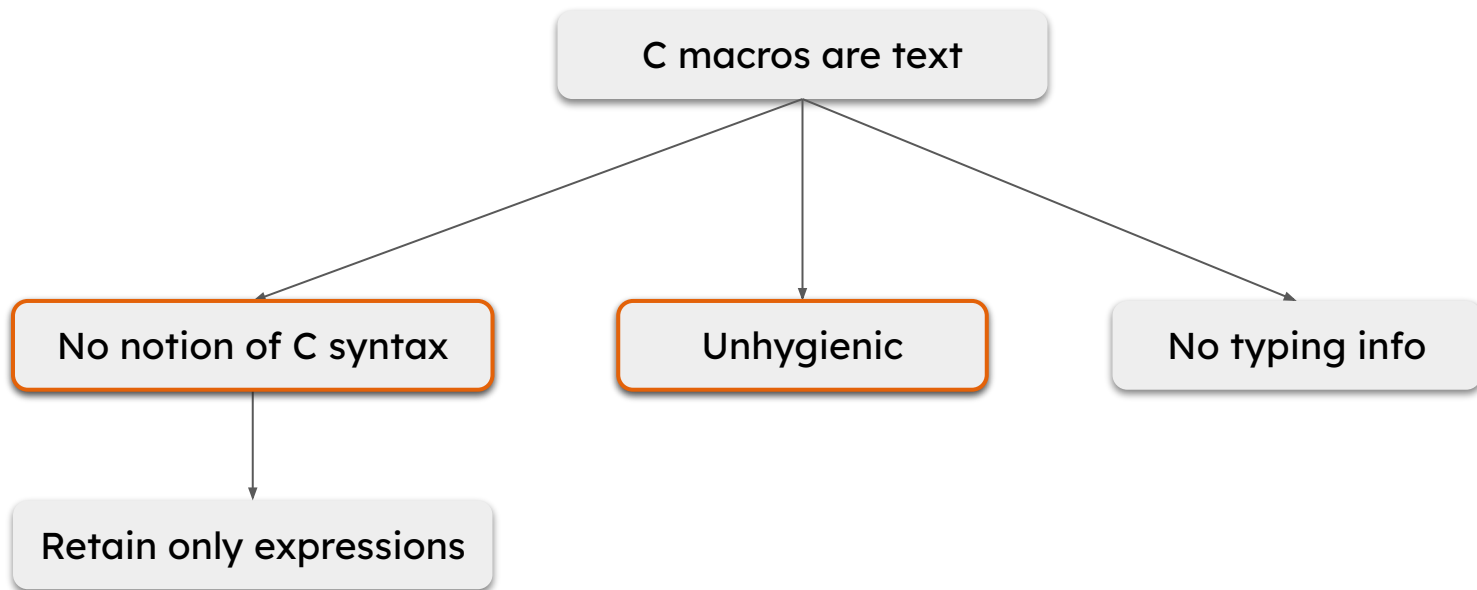 C macros are text
No notion of C syntax
Unhygienic
No typing info
Retain only expressions